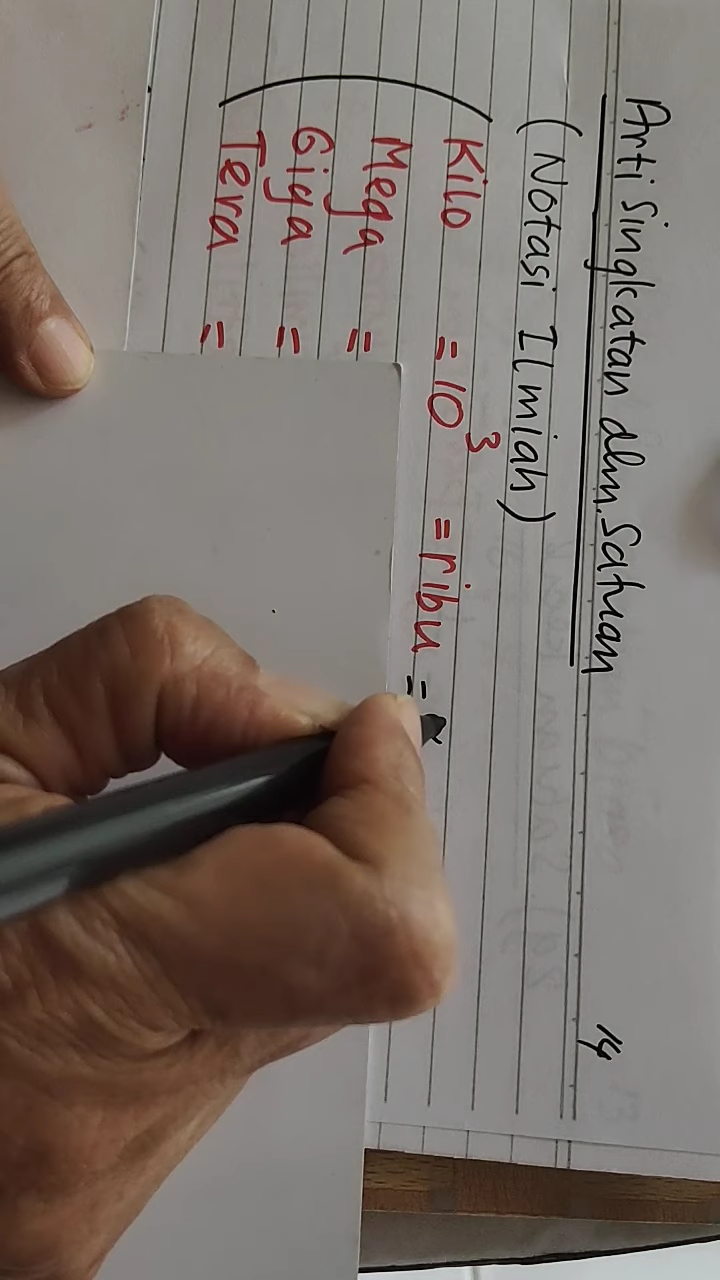 Arti Singkatan dlm. Satuan
14
(Notasi Ilmiah)
Kilo = 10³ = ribu =
Mega =
Giga =
Tera =